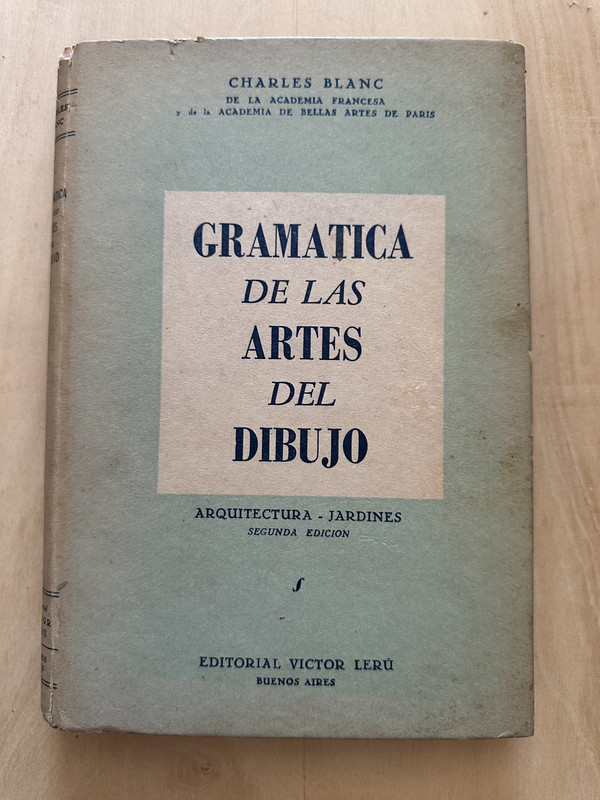 CHARLES BLANC
DE LA ACADEMIA FRANCESA
y de la ACADEMIA DE BELLAS ARTES DE PARIS
GRAMATICA
DE LAS
ARTES
DEL
DIBUJO
ARQUITECTURA - JARDINES
SEGUNDA EDICION
EDITORIAL VICTOR LERÚ
BUENOS AIRES